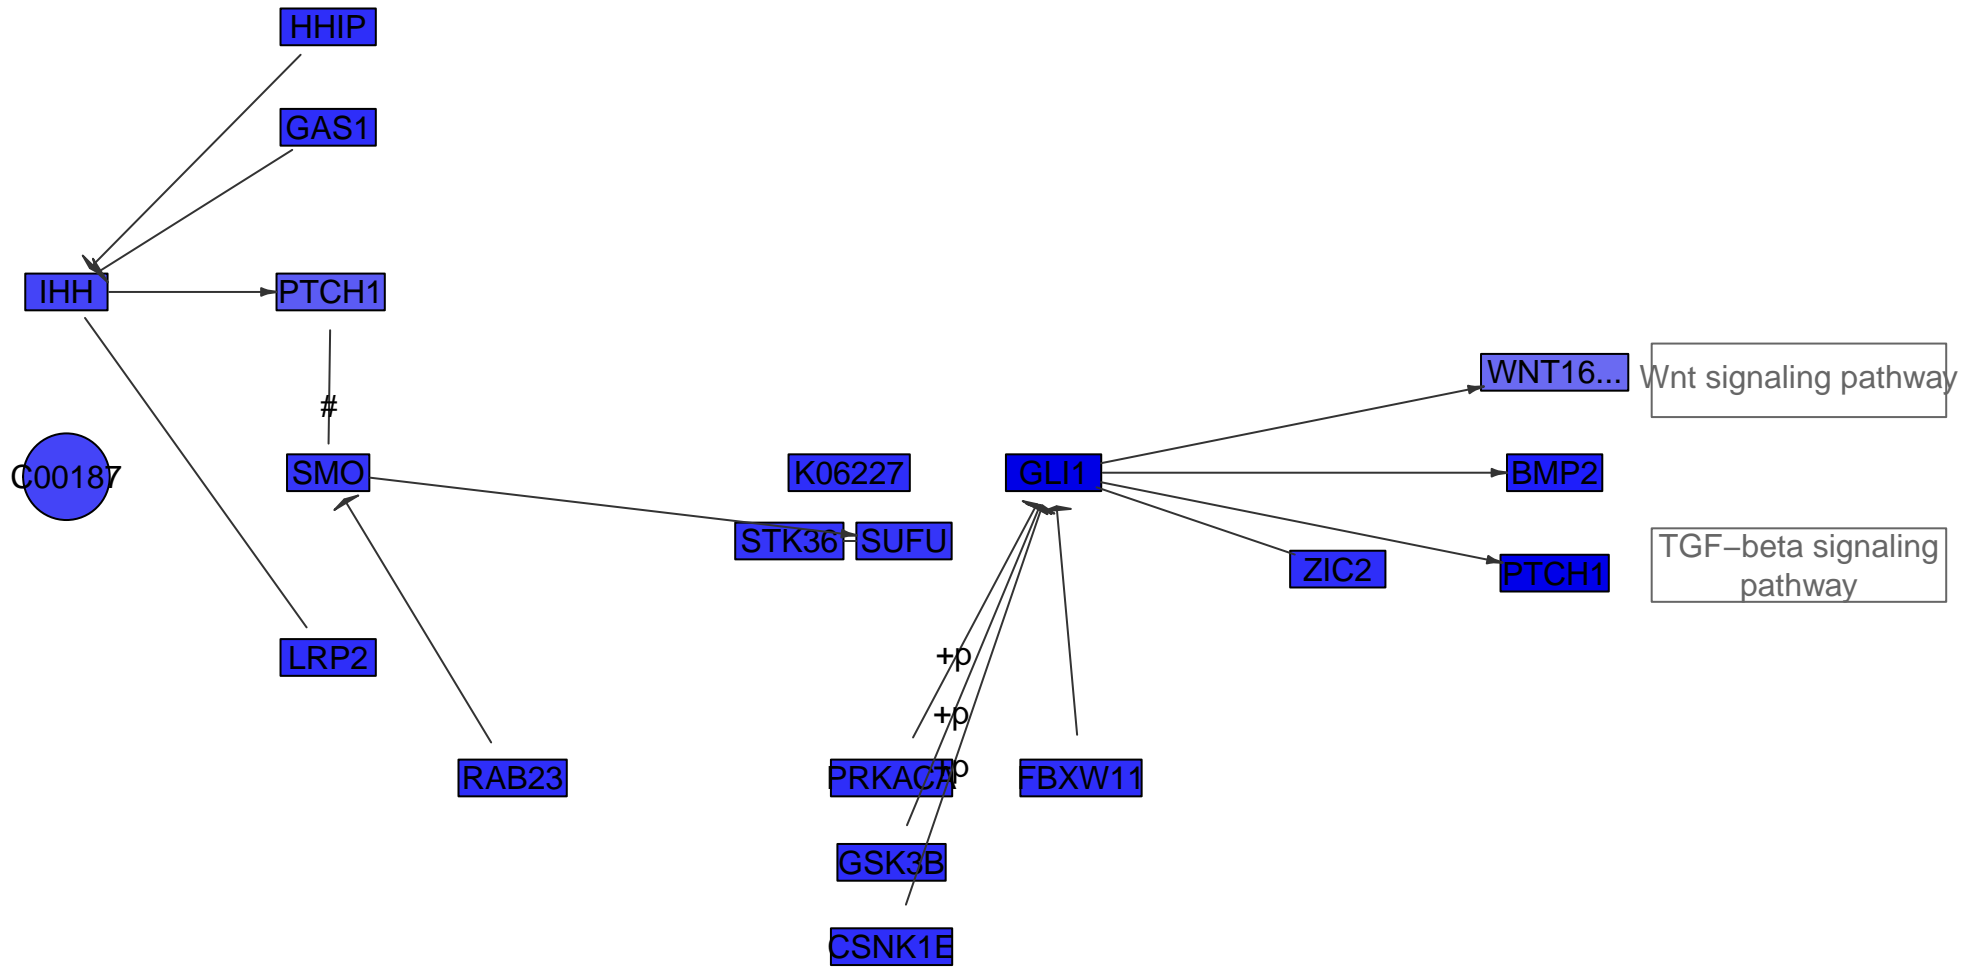 HHIP
GAS1
IHH
PTCH1
WNT16...
Wnt signaling pathway
#
C00187
SMO
K06227
GLI1
BMP2
STK36
SUFU
ZIC2
PTCH1
TGF−beta signaling
pathway
LRP2
+p
+p
+p
RAB23
PRKACA
FBXW11
GSK3B
CSNK1E